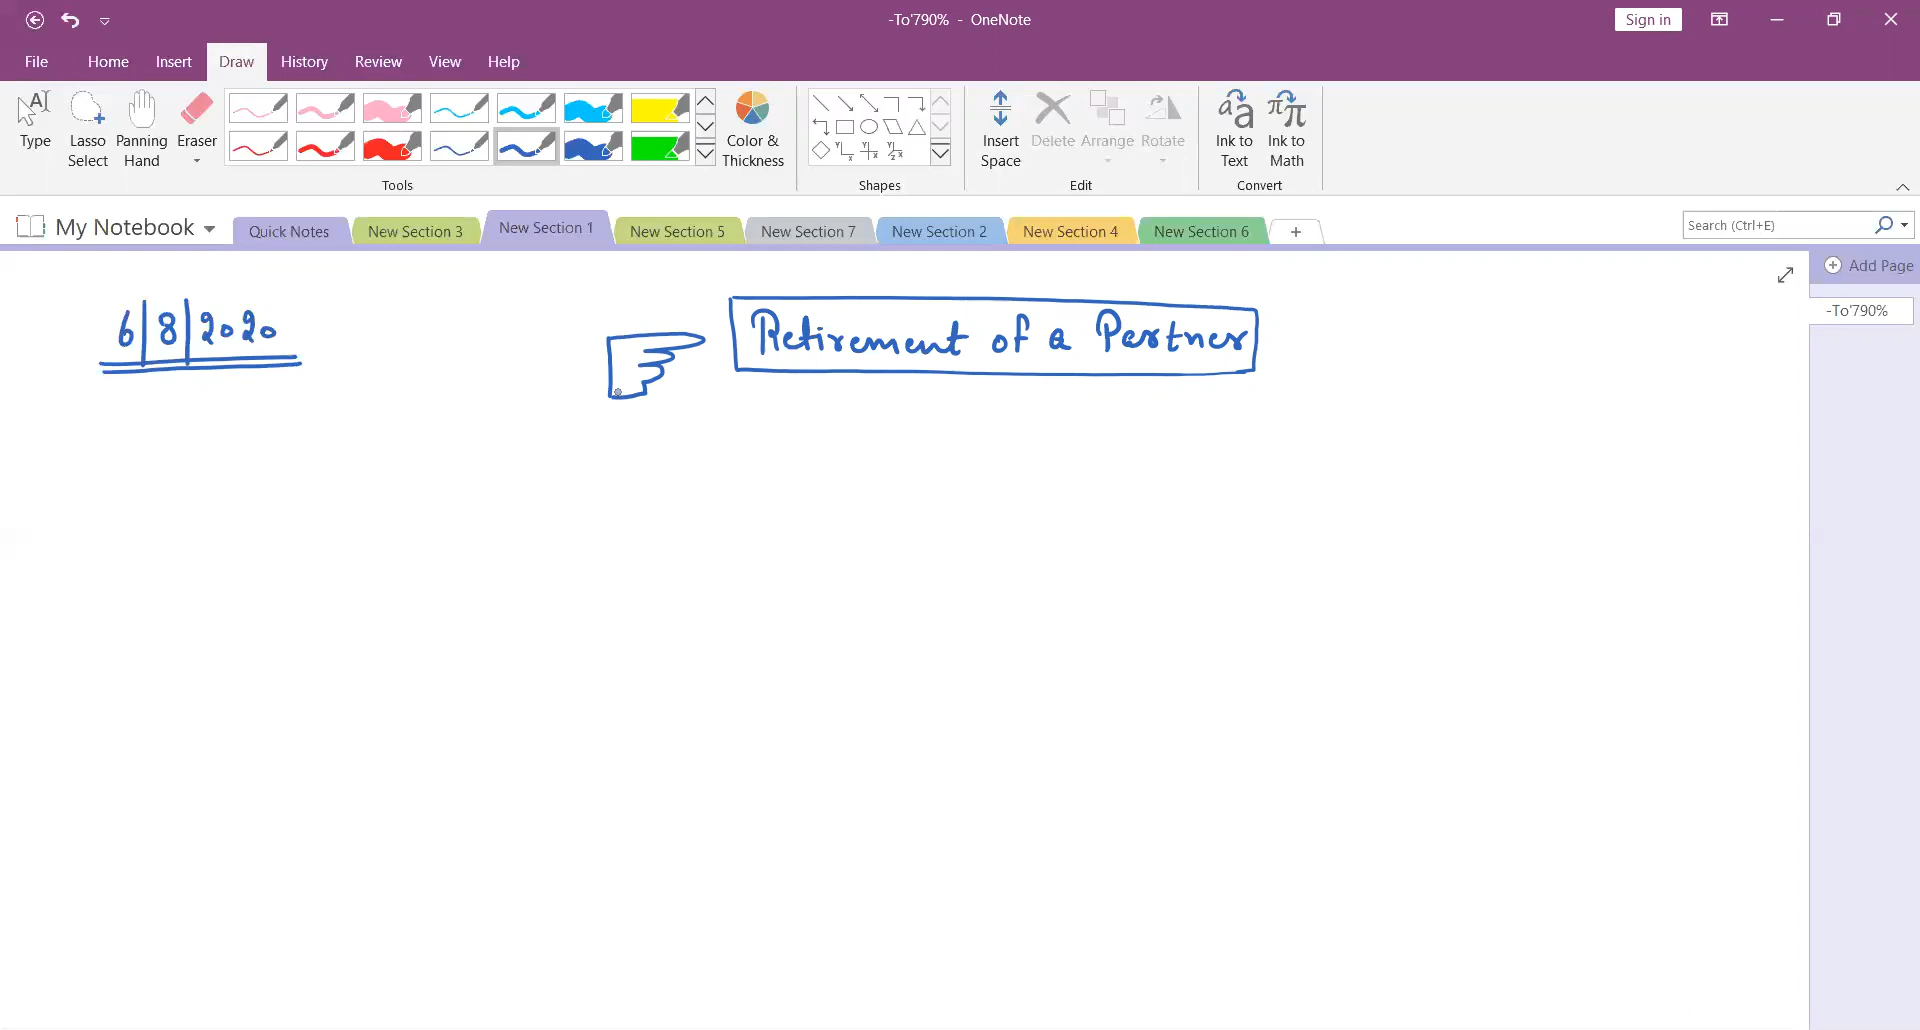 -To'790% - OneNote
Sign in
File Home Insert Draw History Review View Help
Type
Lasso Select
Panning Hand
Eraser
Color & Thickness
Insert Space
Delete
Arrange
Rotate
Ink to Text
Ink to Math
Tools
Shapes
Edit
Convert
My Notebook
Quick Notes
New Section 3
New Section 1
New Section 5
New Section 7
New Section 2
New Section 4
New Section 6
Search (Ctrl+E)
Add Page
-To'790%
6|8|2020
Retirement of a Partner